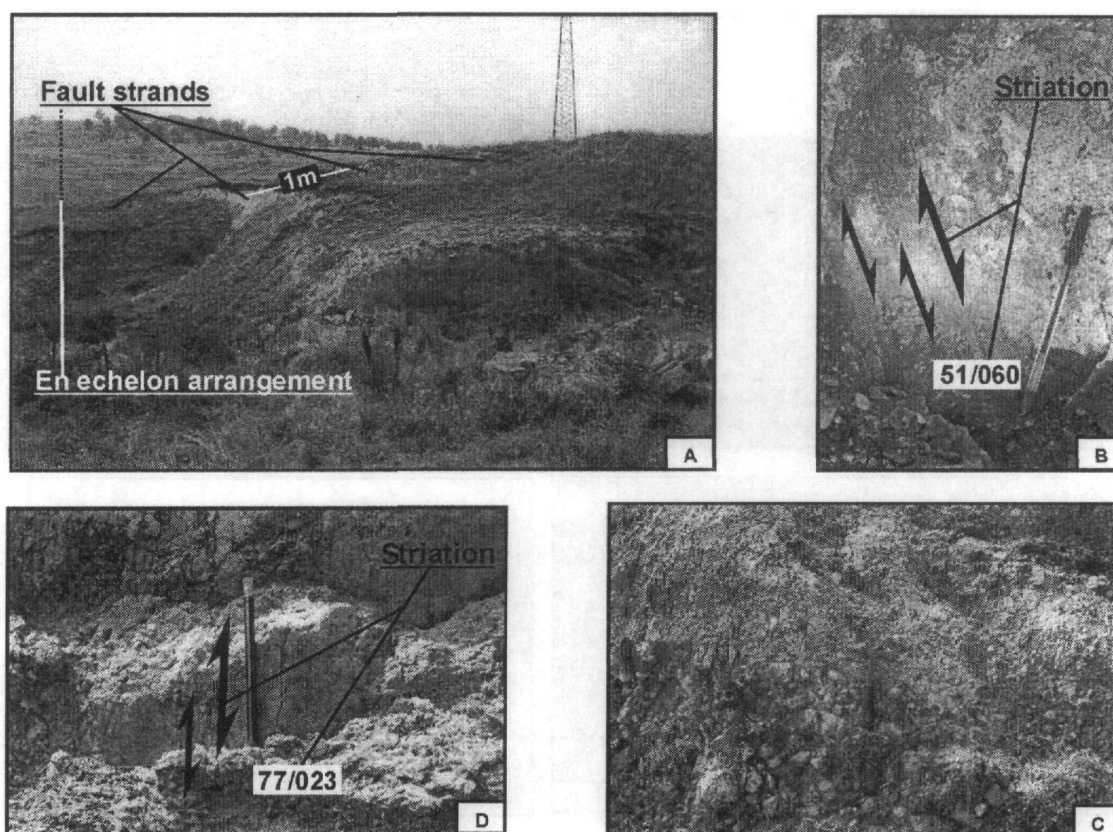 Fault strands
1m
En echelon arrangement
A
Striation
51/060
B
Striation
77/023
D
C